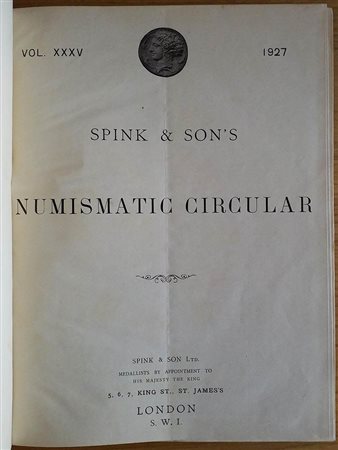 VOL. XXXV 1927
SPINK & SON'S
NUMISMATIC CIRCULAR
SPINK & SON LTD.
MEDALLISTS BY APPOINTMENT TO
HIS MAJESTY THE KING
5, 6, 7, KING ST., ST. JAMES'S
LONDON
S. W. 1.